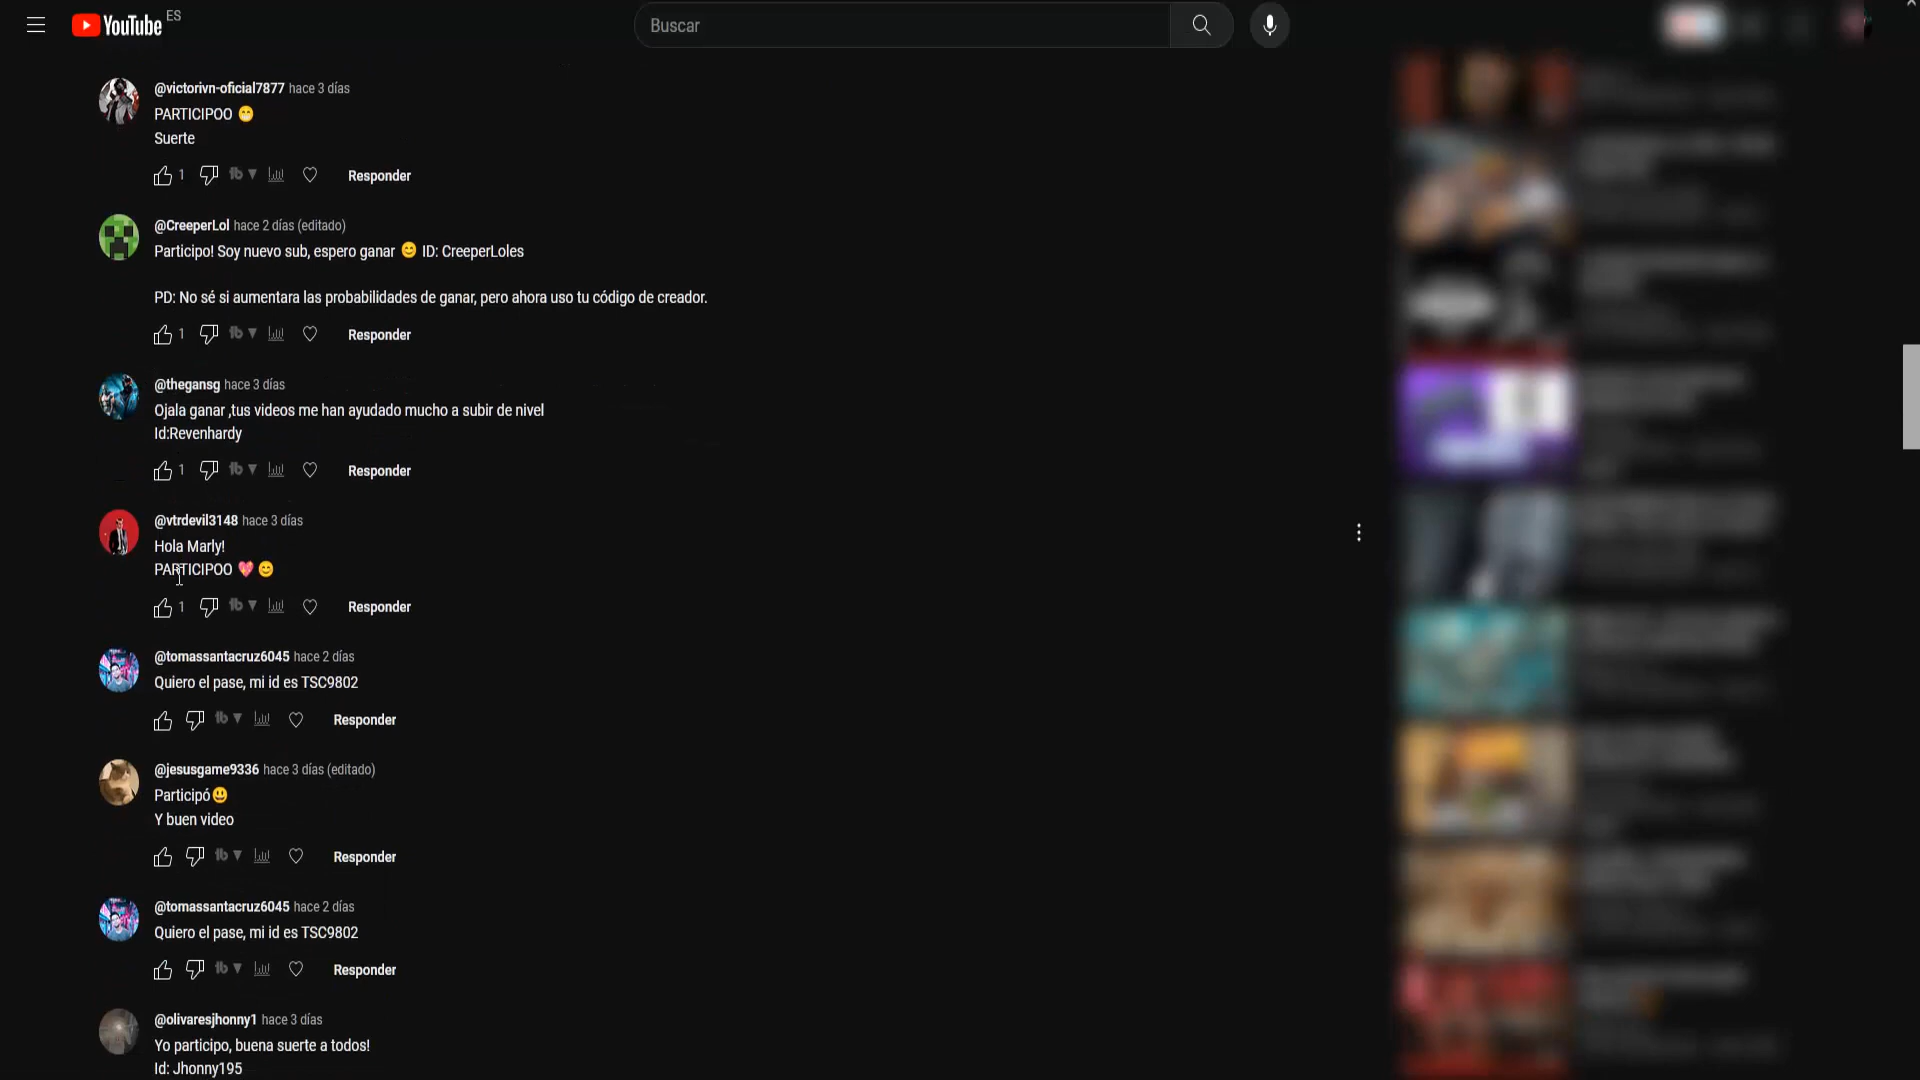 YouTube ES
Buscar
@victorivn-oficial7877 hace 3 días
PARTICIPOO 😁
Suerte
1 Responder
@CreeperLol hace 2 días (editado)
Participo! Soy nuevo sub, espero ganar 😊 ID: CreeperLoles
PD: No sé si aumentara las probabilidades de ganar, pero ahora uso tu código de creador.
1 Responder
@thegansg hace 3 días
Ojala ganar ,tus videos me han ayudado mucho a subir de nivel
Id:Revenhardy
1 Responder
@vtrdevil3148 hace 3 días
Hola Marly!
PARTICIPOO 💖 😊
1 Responder
@tomassantacruz6045 hace 2 días
Quiero el pase, mi id es TSC9802
Responder
@jesusgame9336 hace 3 días (editado)
Participó😃
Y buen video
Responder
@tomassantacruz6045 hace 2 días
Quiero el pase, mi id es TSC9802
Responder
@olivaresjhonny1 hace 3 días
Yo participo, buena suerte a todos!
Id: Jhonny195